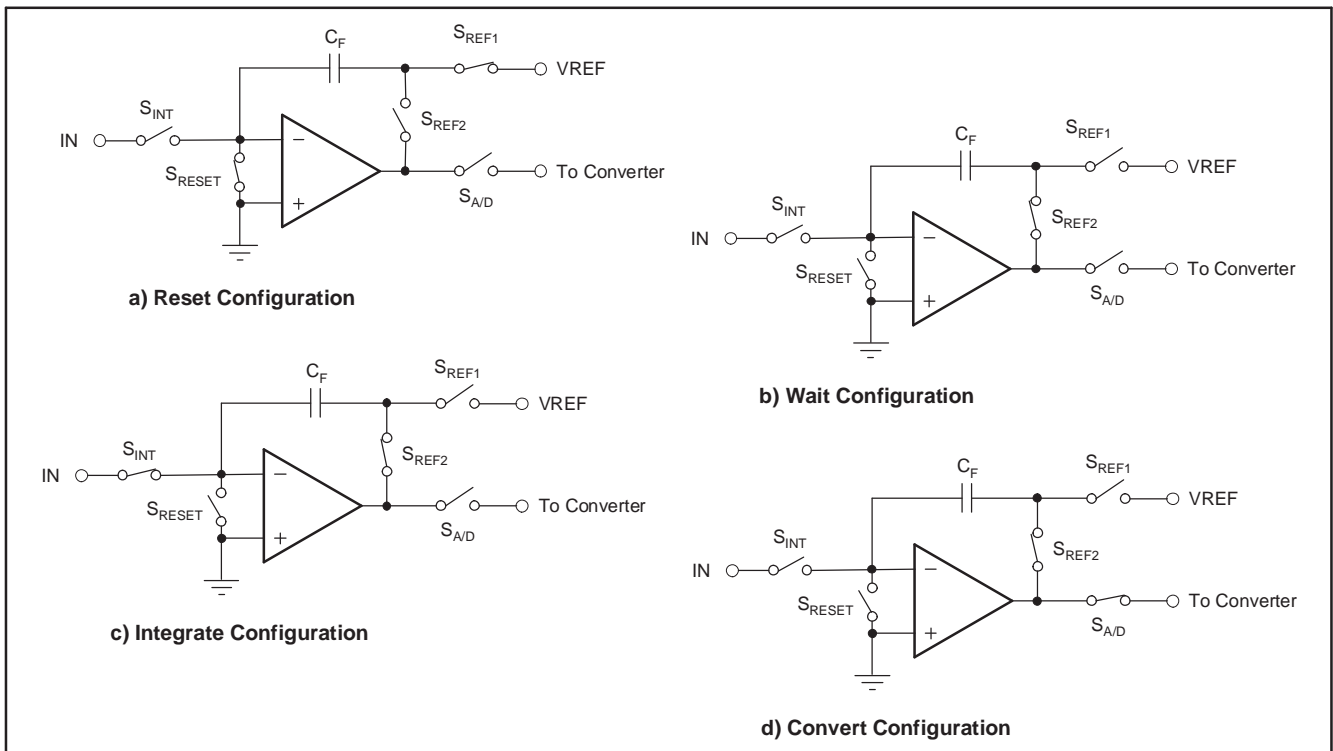 C_F
S_REF1
VREF
S_INT
IN
S_REF2
−
S_RESET
To Converter
S_A/D
+
a) Reset Configuration
C_F
S_REF1
VREF
S_INT
IN
S_REF2
−
S_RESET
To Converter
S_A/D
+
b) Wait Configuration
C_F
S_REF1
VREF
S_INT
IN
S_REF2
−
S_RESET
To Converter
S_A/D
+
c) Integrate Configuration
C_F
S_REF1
VREF
S_INT
IN
S_REF2
−
S_RESET
To Converter
S_A/D
+
d) Convert Configuration